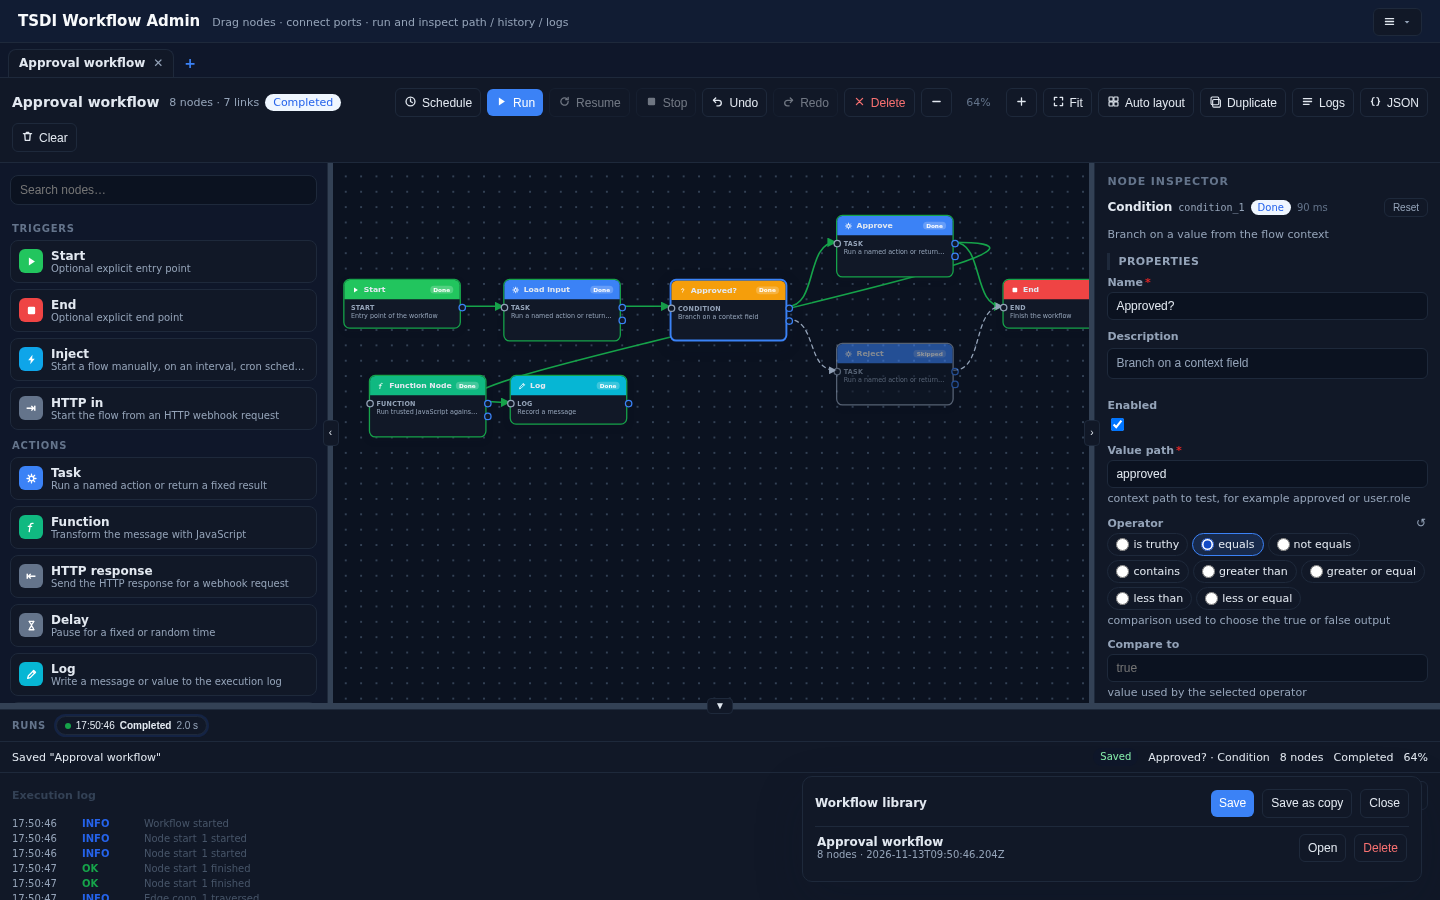 TSDI Workflow Admin
Drag nodes · connect ports · run and inspect path / history / logs
Approval workflow ✕ +
Approval workflow 8 nodes · 7 links Completed
Schedule Run Resume Stop Undo Redo Delete − 64% + Fit Auto layout Duplicate Logs JSON
Clear
Search nodes…
TRIGGERS
Start
Optional explicit entry point
End
Optional explicit end point
Inject
Start a flow manually, on an interval, cron sched…
HTTP in
Start the flow from an HTTP webhook request
ACTIONS
Task
Run a named action or return a fixed result
Function
Transform the message with JavaScript
HTTP response
Send the HTTP response for a webhook request
Delay
Pause for a fixed or random time
Log
Write a message or value to the execution log
Approve Done
TASK
Run a named action or return…
Start Done
START
Entry point of the workflow
Load input Done
TASK
Run a named action or return…
? Approved? Done
CONDITION
Branch on a context field
End
END
Finish the workflow
Reject Skipped
TASK
Run a named action or return…
Function Node Done
FUNCTION
Run trusted JavaScript agains…
Log Done
LOG
Record a message
NODE INSPECTOR
Condition condition_1 Done 90 ms Reset
Branch on a value from the flow context
PROPERTIES
Name *
Approved?
Description
Branch on a context field
Enabled
Value path *
approved
context path to test, for example approved or user.role
Operator
is truthy equals not equals
contains greater than greater or equal
less than less or equal
comparison used to choose the true or false output
Compare to
true
value used by the selected operator
RUNS 17:50:46 Completed 2.0 s
Saved "Approval workflow"
Saved Approved? · Condition 8 nodes Completed 64%
Execution log
17:50:46 INFO Workflow started
17:50:46 INFO Node start_1 started
17:50:46 INFO Node start_1 started
17:50:47 OK Node start_1 finished
17:50:47 OK Node start_1 finished
17:50:47 INFO Edge conn_1 traversed
Workflow library Save Save as copy Close
Approval workflow
8 nodes · 2026-11-13T09:50:46.204Z
Open Delete